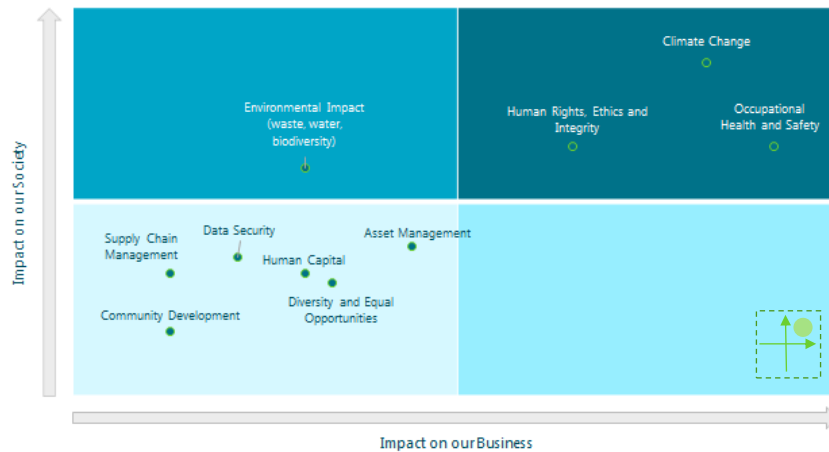 Climate Change
Environmental Impact
(waste, water,
biodiversity)
Human Rights, Ethics and
Integrity
Occupational
Health and Safety
Impact on our Society
Supply Chain
Management
Data Security
Human Capital
Asset Management
Diversity and Equal
Opportunities
Community Development
Impact on our Business